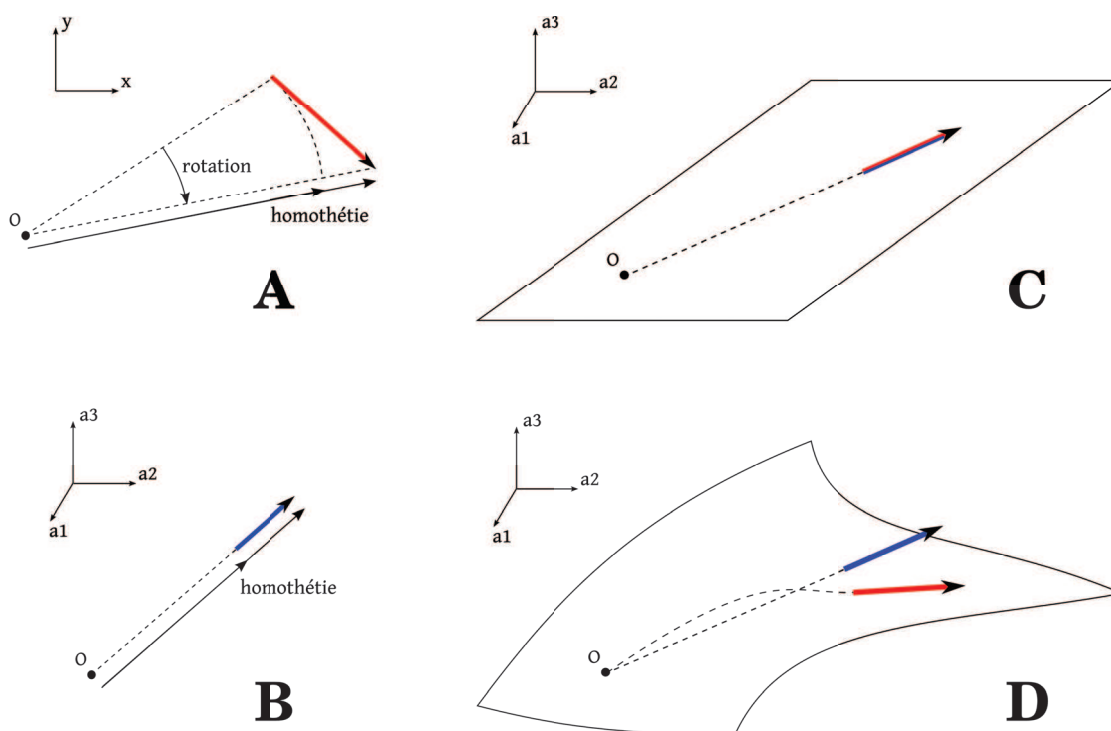 y
x
rotation
O
homothétie
A
a3
a2
a1
O
C
a3
a2
a1
homothétie
O
B
a3
a2
a1
O
D